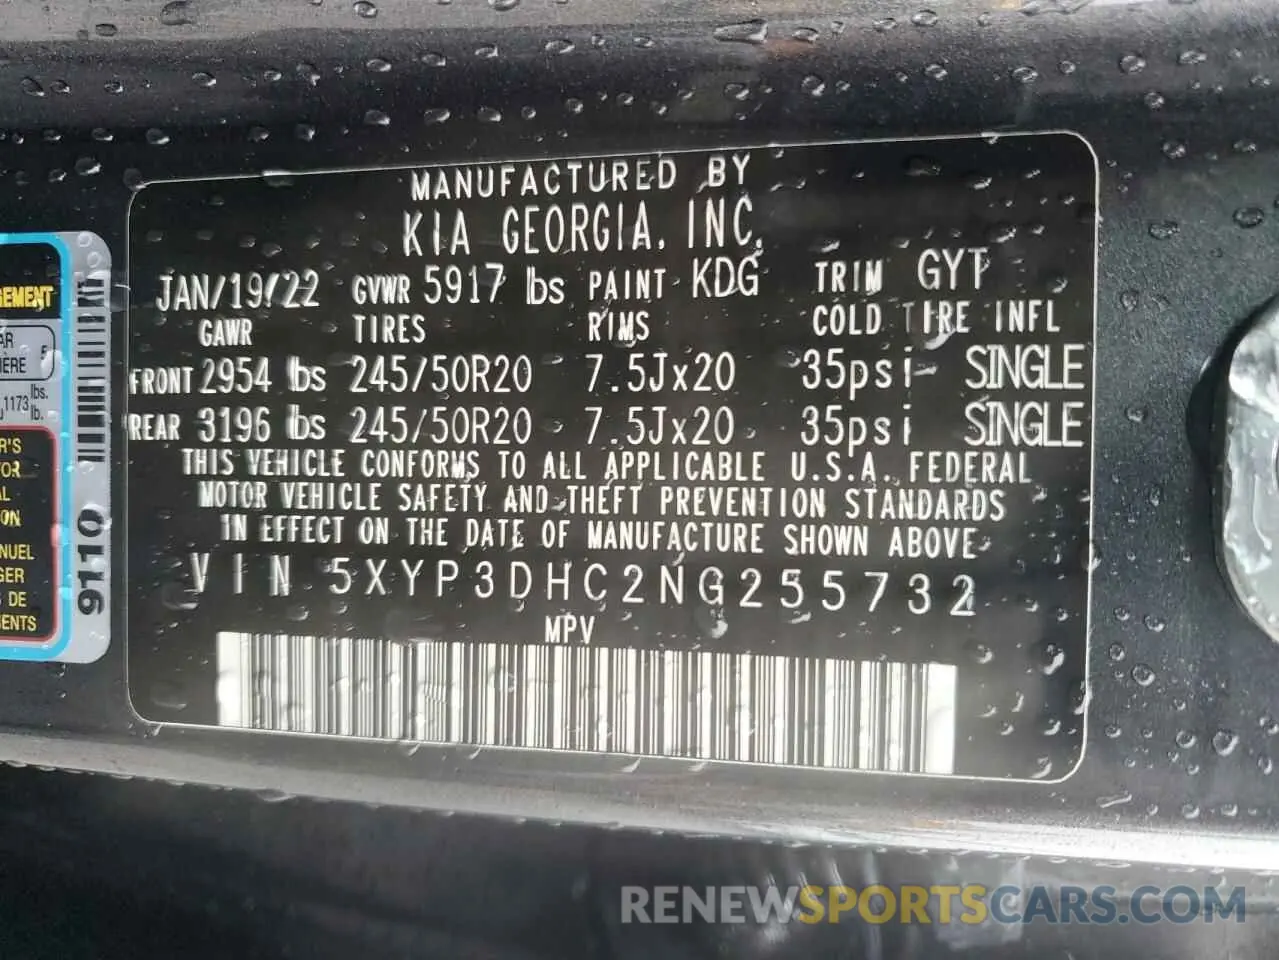 MANUFACTURED BY
KIA GEORGIA, INC.
JAN/19/22 GVWR 5917 lbs PAINT KDG TRIM GYT
GAWR TIRES RIMS COLD TIRE INFL
FRONT 2954 lbs 245/50R20 7.5Jx20 35psi SINGLE
REAR 3196 lbs 245/50R20 7.5Jx20 35psi SINGLE
THIS VEHICLE CONFORMS TO ALL APPLICABLE U.S.A. FEDERAL
MOTOR VEHICLE SAFETY AND THEFT PREVENTION STANDARDS
IN EFFECT ON THE DATE OF MANUFACTURE SHOWN ABOVE
VIN 5XYP3DHC2NG255732
MPV
9110
1173 lbs.
lb.
RENEWSPORTSCARS.COM